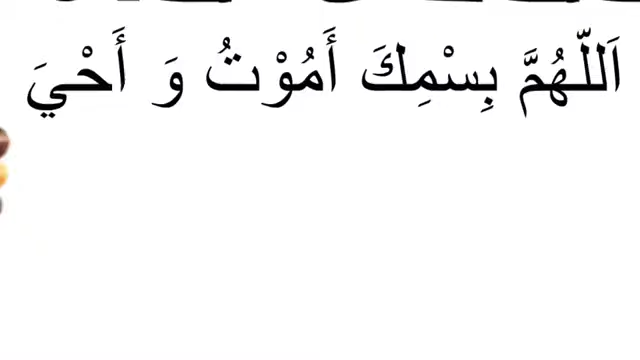 اَللّٰهُمَّ بِسْمِكَ أَمُوْتُ وَ أَحْيَ